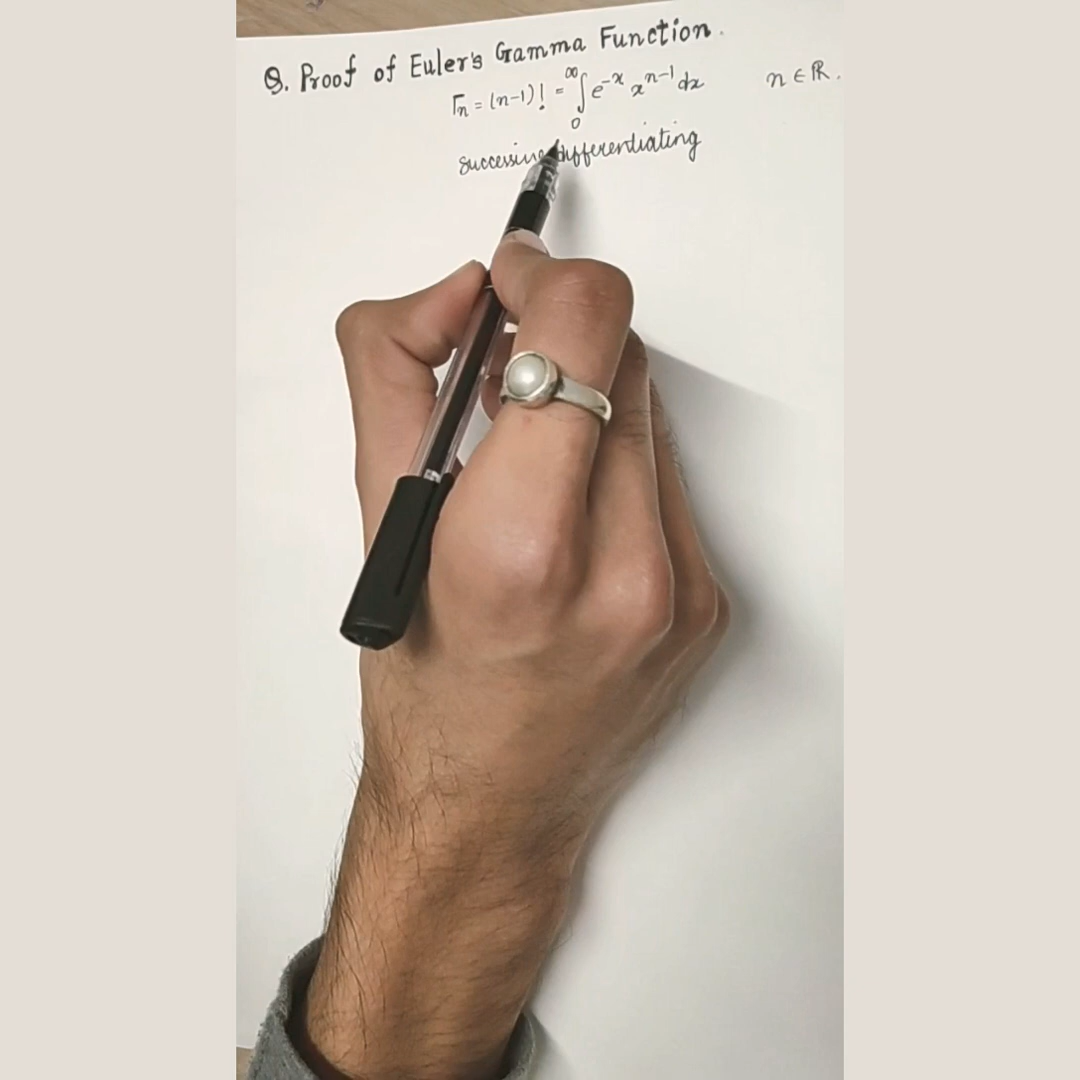 Q. Proof of Euler's Gamma Function.
Γn = (n-1)! = ∫₀^∞ e^-x x^n-1 dx n ∈ ℝ.
successive differentiating